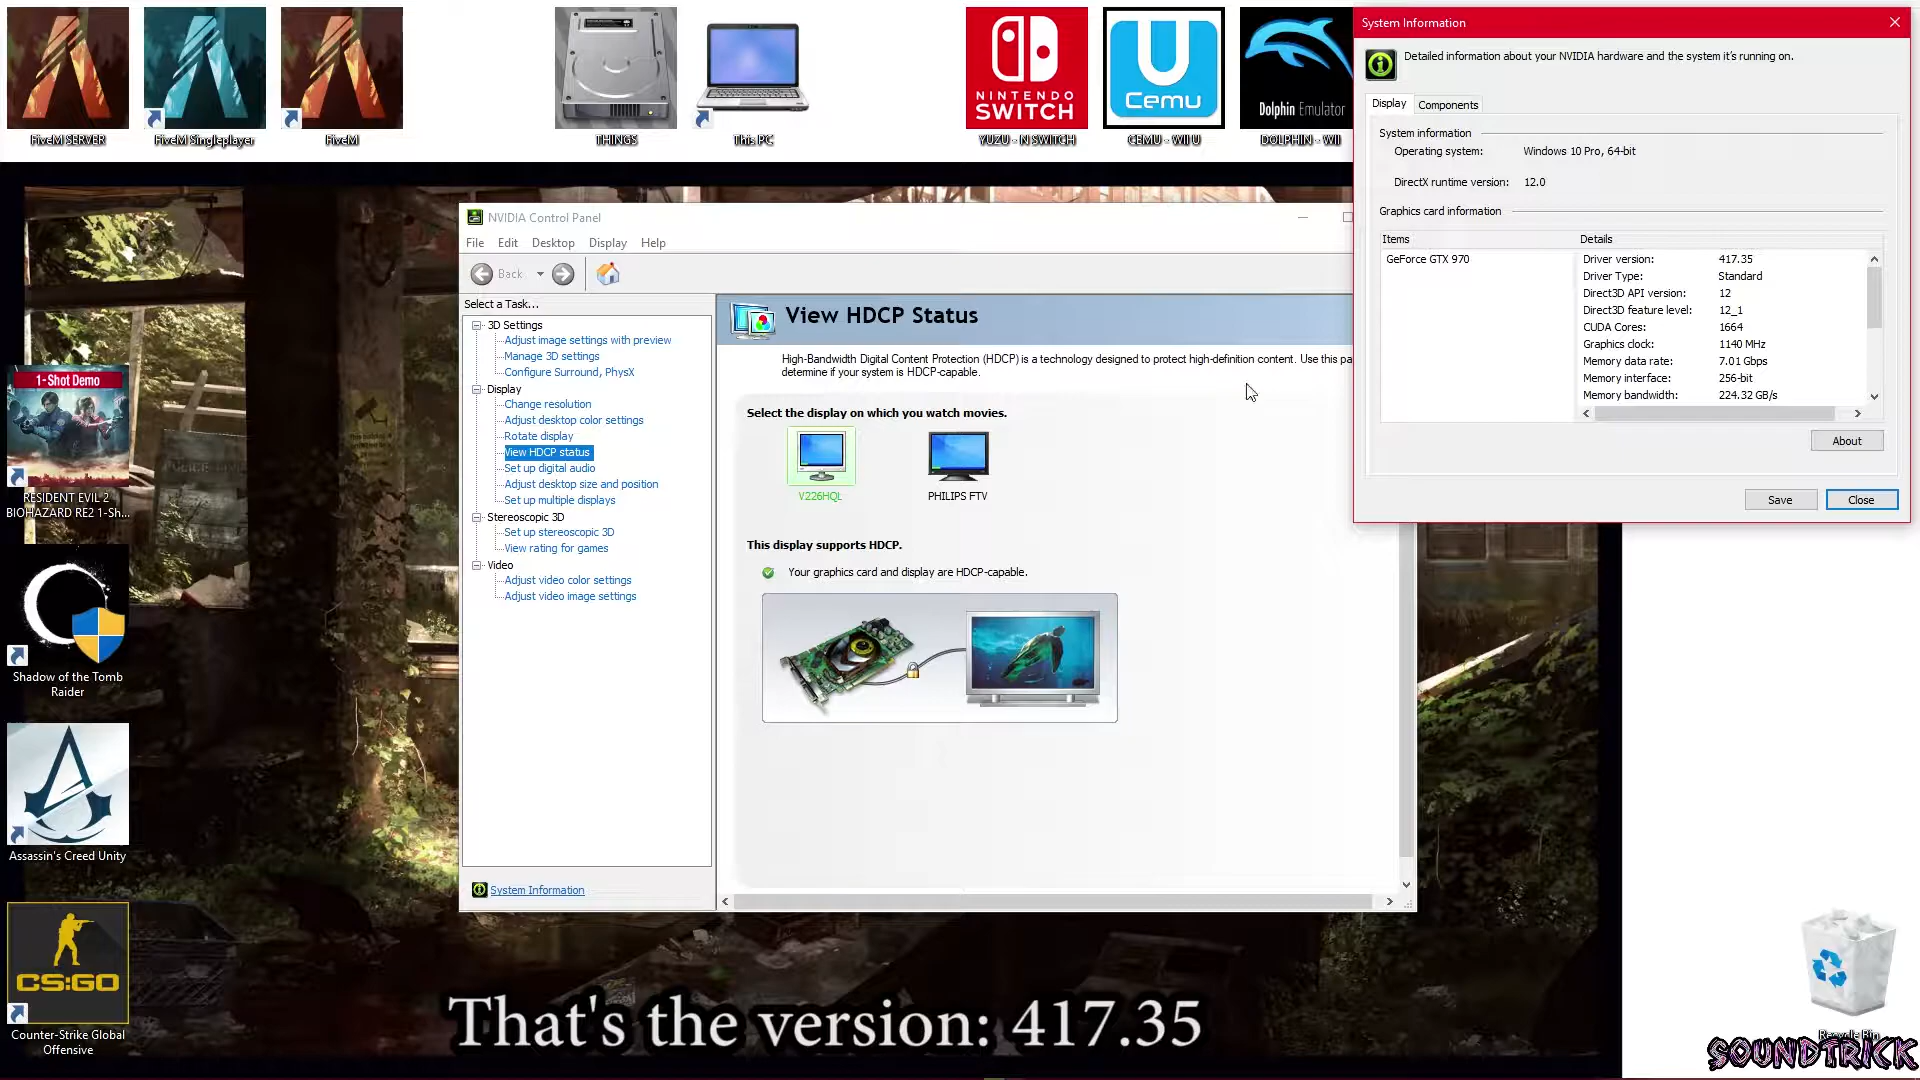 FiveM SERVER
FiveM Singleplayer
FiveM
THINGS
This PC
NINTENDO
SWITCH
YUZU - N SWITCH
U
Cemu
CEMU - WII U
Dolphin Emulator
DOLPHIN - WII
System Information
Detailed information about your NVIDIA hardware and the system it's running on.
Display
Components
System information
Operating system: Windows 10 Pro, 64-bit
DirectX runtime version: 12.0
Graphics card information
Items
Details
GeForce GTX 970
Driver version: 417.35
Driver Type: Standard
Direct3D API version: 12
Direct3D feature level: 12_1
CUDA Cores: 1664
Graphics clock: 1140 MHz
Memory data rate: 7.01 Gbps
Memory interface: 256-bit
Memory bandwidth: 224.32 GB/s
About
Save
Close
NVIDIA Control Panel
File Edit Desktop Display Help
Back
Select a Task...
3D Settings
Adjust image settings with preview
Manage 3D settings
Configure Surround, PhysX
Display
Change resolution
Adjust desktop color settings
Rotate display
View HDCP status
Set up digital audio
Adjust desktop size and position
Set up multiple displays
Stereoscopic 3D
Set up stereoscopic 3D
View rating for games
Video
Adjust video color settings
Adjust video image settings
System Information
View HDCP Status
High-Bandwidth Digital Content Protection (HDCP) is a technology designed to protect high-definition content. Use this pa
determine if your system is HDCP-capable.
Select the display on which you watch movies.
V226HQL
PHILIPS FTV
This display supports HDCP.
Your graphics card and display are HDCP-capable.
1-Shot Demo
RESIDENT EVIL 2
BIOHAZARD RE2 1-Sh...
Shadow of the Tomb
Raider
Assassin's Creed Unity
CS:GO
Counter-Strike Global
Offensive
That's the version: 417.35
Recycle Bin
SOUNDTRICK